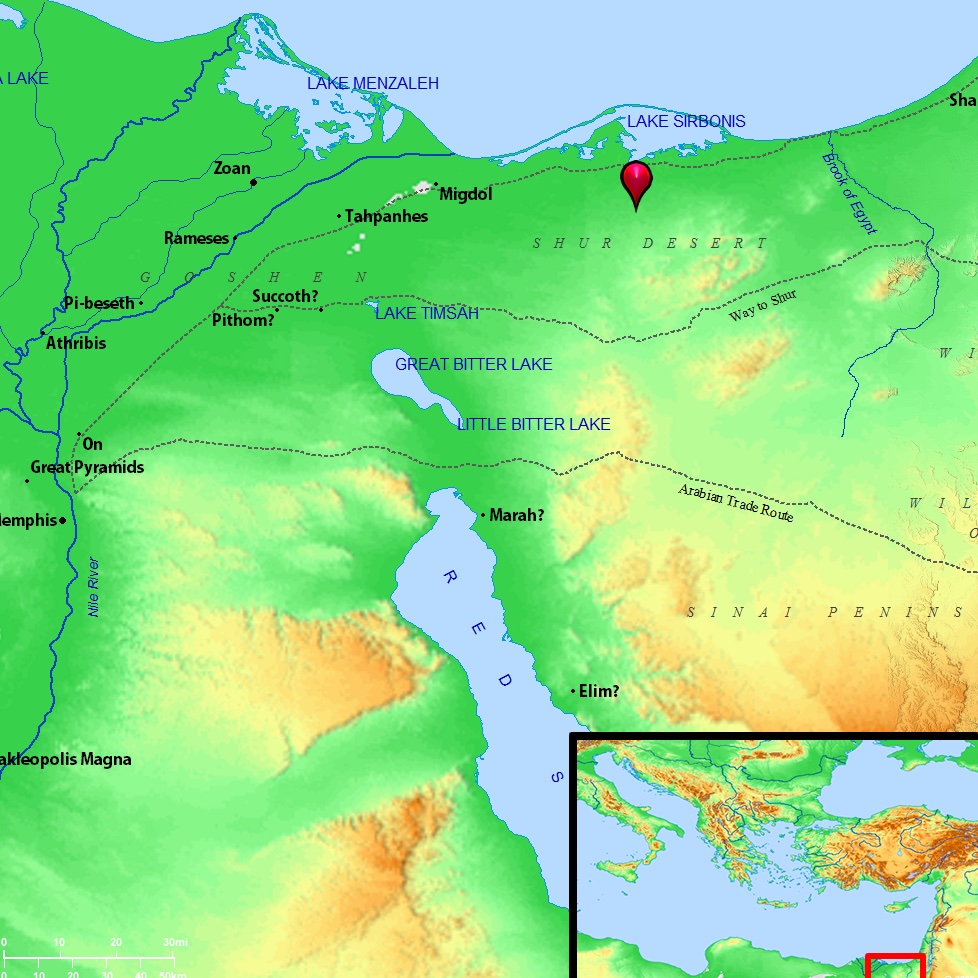 A LAKE
LAKE MENZALEH
Sha
LAKE SIRBONIS
Zoan
Brook of Egypt
Migdol
Tahpanhes
Rameses
SHUR DESERT
GOSHEN
Succoth?
Pi-beseth
Way to Shur
LAKE TIMSAH
Pithom?
Athribis
WI
GREAT BITTER LAKE
LITTLE BITTER LAKE
On
Great Pyramids
Arabian Trade Route
WIL
O
Memphis
Marah?
Nile River
RED S
SINAI PENINS
Elim?
akleopolis Magna
0 10 20 30mi
0 10 20 30 40 50km